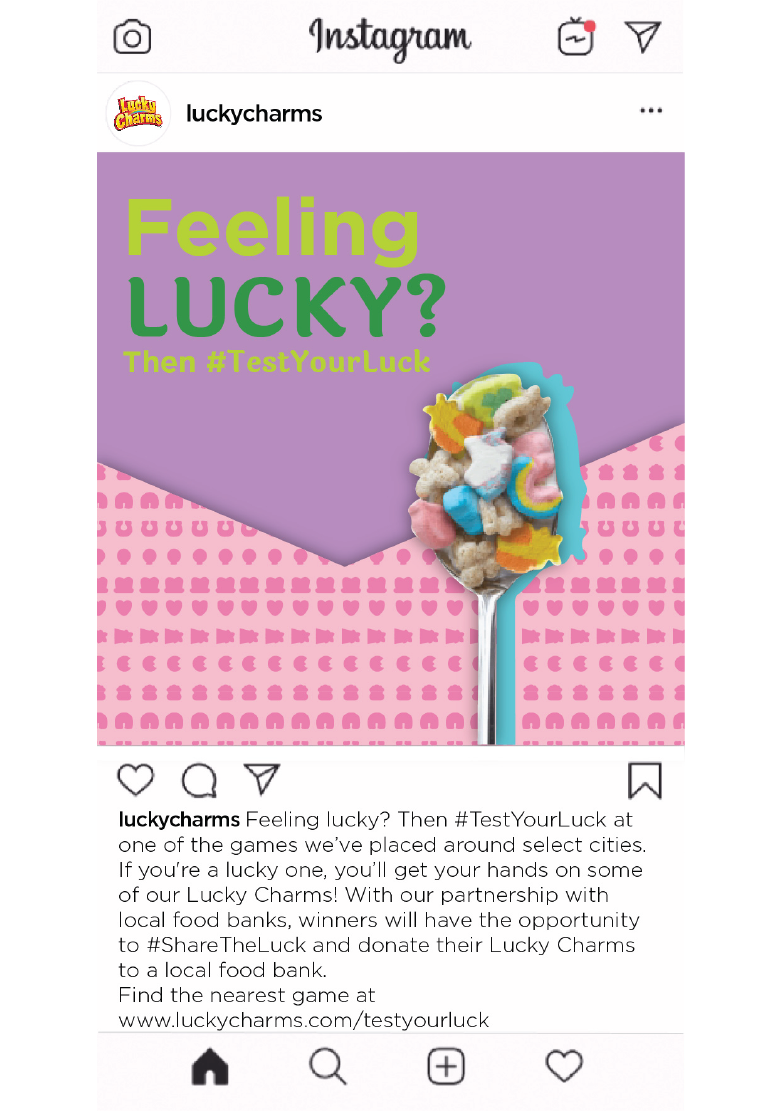 Instagram
Lucky
Charms
luckycharms
Feeling
LUCKY?
Then #TestYourLuck
luckycharms Feeling lucky? Then #TestYourLuck at
one of the games we’ve placed around select cities.
If you're a lucky one, you’ll get your hands on some
of our Lucky Charms! With our partnership with
local food banks, winners will have the opportunity
to #ShareTheLuck and donate their Lucky Charms
to a local food bank.
Find the nearest game at
www.luckycharms.com/testyourluck